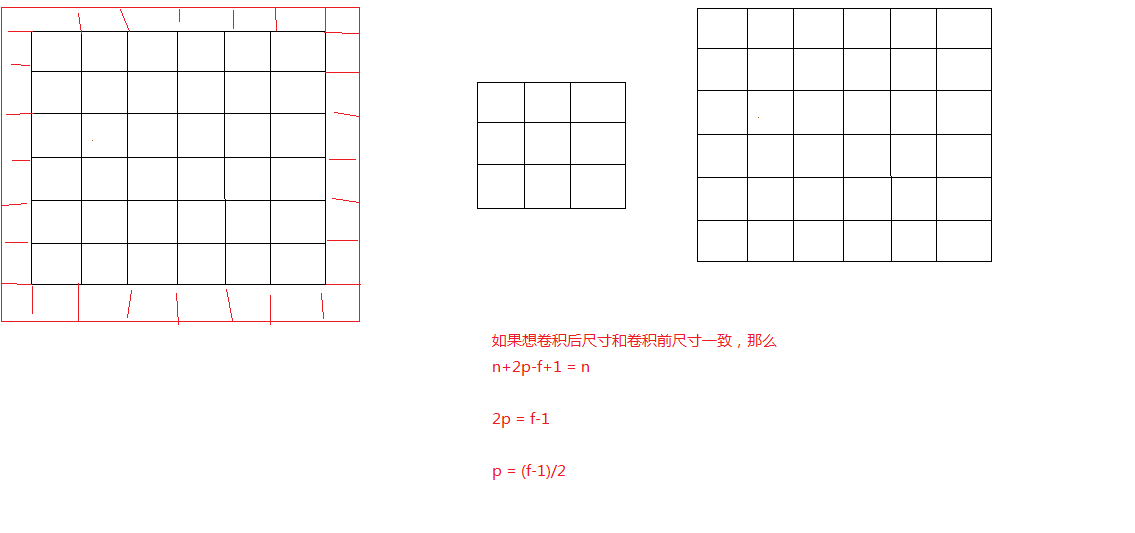 如果想卷积后尺寸和卷积前尺寸一致，那么
n+2p-f+1 = n
2p = f-1
p = (f-1)/2